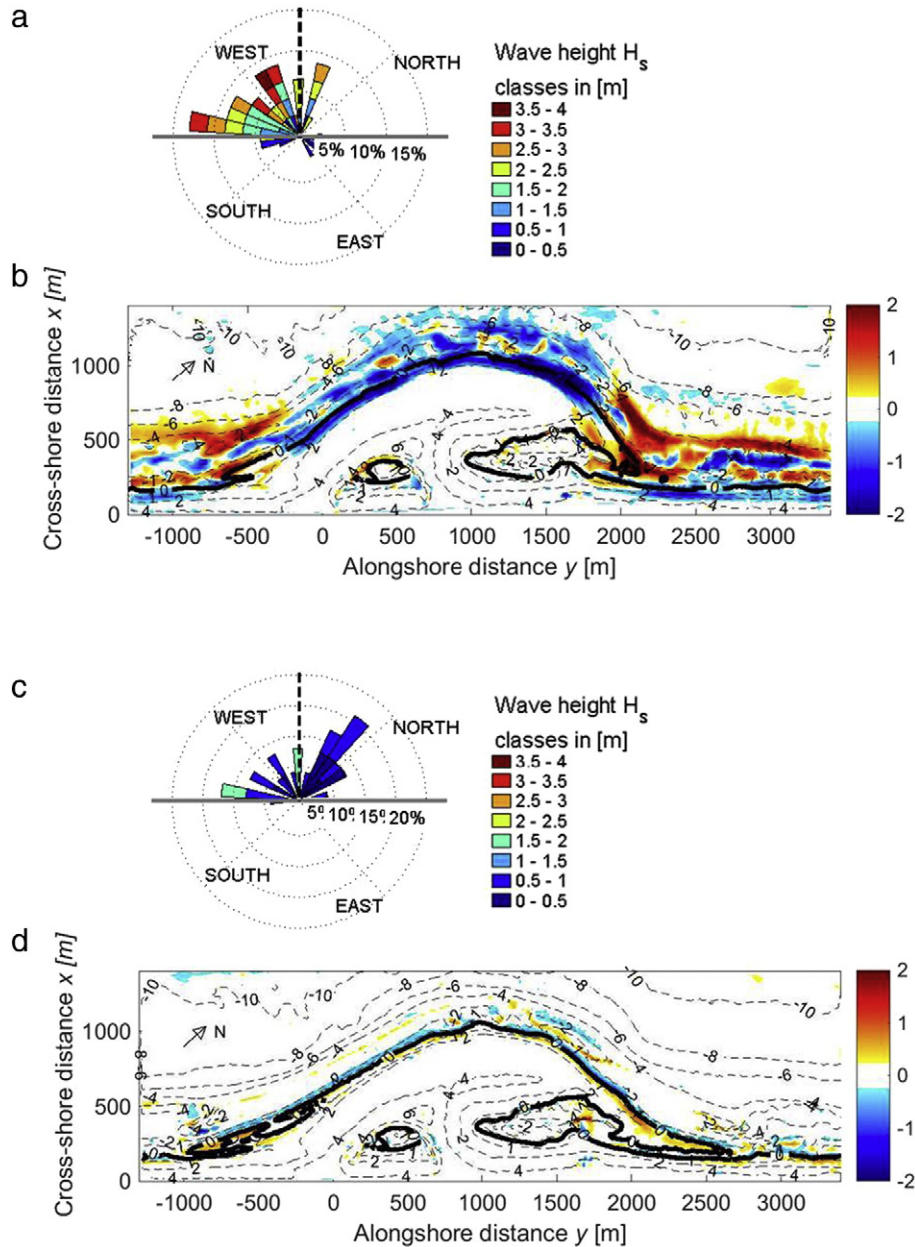 a
WEST
NORTH
SOUTH
EAST
5% 10% 15%
Wave height Hs
classes in [m]
3.5 - 4
3 - 3.5
2.5 - 3
2 - 2.5
1.5 - 2
1 - 1.5
0.5 - 1
0 - 0.5
b
Cross-shore distance x [m]
1000
500
0
N
-1000 -500 0 500 1000 1500 2000 2500 3000
Alongshore distance y [m]
2
1
0
-1
-2
c
WEST
NORTH
SOUTH
EAST
5% 10% 15% 20%
Wave height Hs
classes in [m]
3.5 - 4
3 - 3.5
2.5 - 3
2 - 2.5
1.5 - 2
1 - 1.5
0.5 - 1
0 - 0.5
d
Cross-shore distance x [m]
1000
500
0
N
-1000 -500 0 500 1000 1500 2000 2500 3000
Alongshore distance y [m]
2
1
0
-1
-2